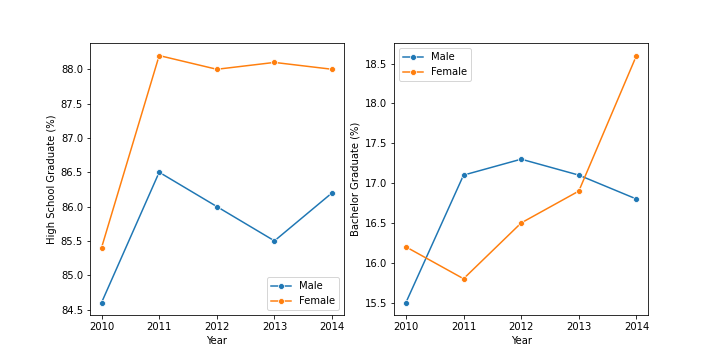 High School Graduate (%)
88.0
87.5
87.0
86.5
86.0
85.5
85.0
84.5
2010 2011 2012 2013 2014
Year
Male
Female
Bachelor Graduate (%)
18.5
18.0
17.5
17.0
16.5
16.0
15.5
2010 2011 2012 2013 2014
Year
Male
Female